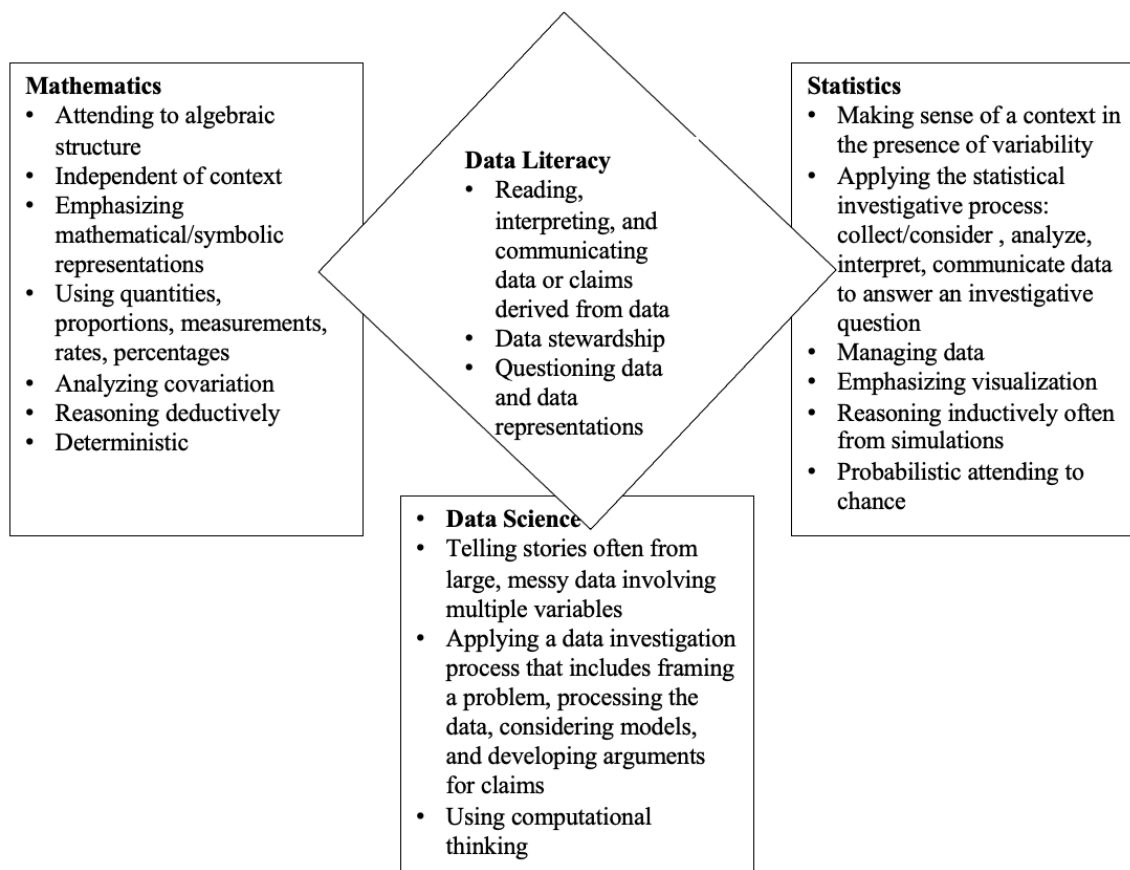 Mathematics
• Attending to algebraic
structure
• Independent of context
• Emphasizing
mathematical/symbolic
representations
• Using quantities,
proportions, measurements,
rates, percentages
• Analyzing covariation
• Reasoning deductively
• Deterministic
Data Literacy
• Reading,
interpreting, and
communicating
data or claims
derived from data
• Data stewardship
• Questioning data
and data
representations
Statistics
• Making sense of a context in
the presence of variability
• Applying the statistical
investigative process:
collect/consider , analyze,
interpret, communicate data
to answer an investigative
question
• Managing data
• Emphasizing visualization
• Reasoning inductively often
from simulations
• Probabilistic attending to
chance
• Data Science
• Telling stories often from
large, messy data involving
multiple variables
• Applying a data investigation
process that includes framing
a problem, processing the
data, considering models,
and developing arguments
for claims
• Using computational
thinking